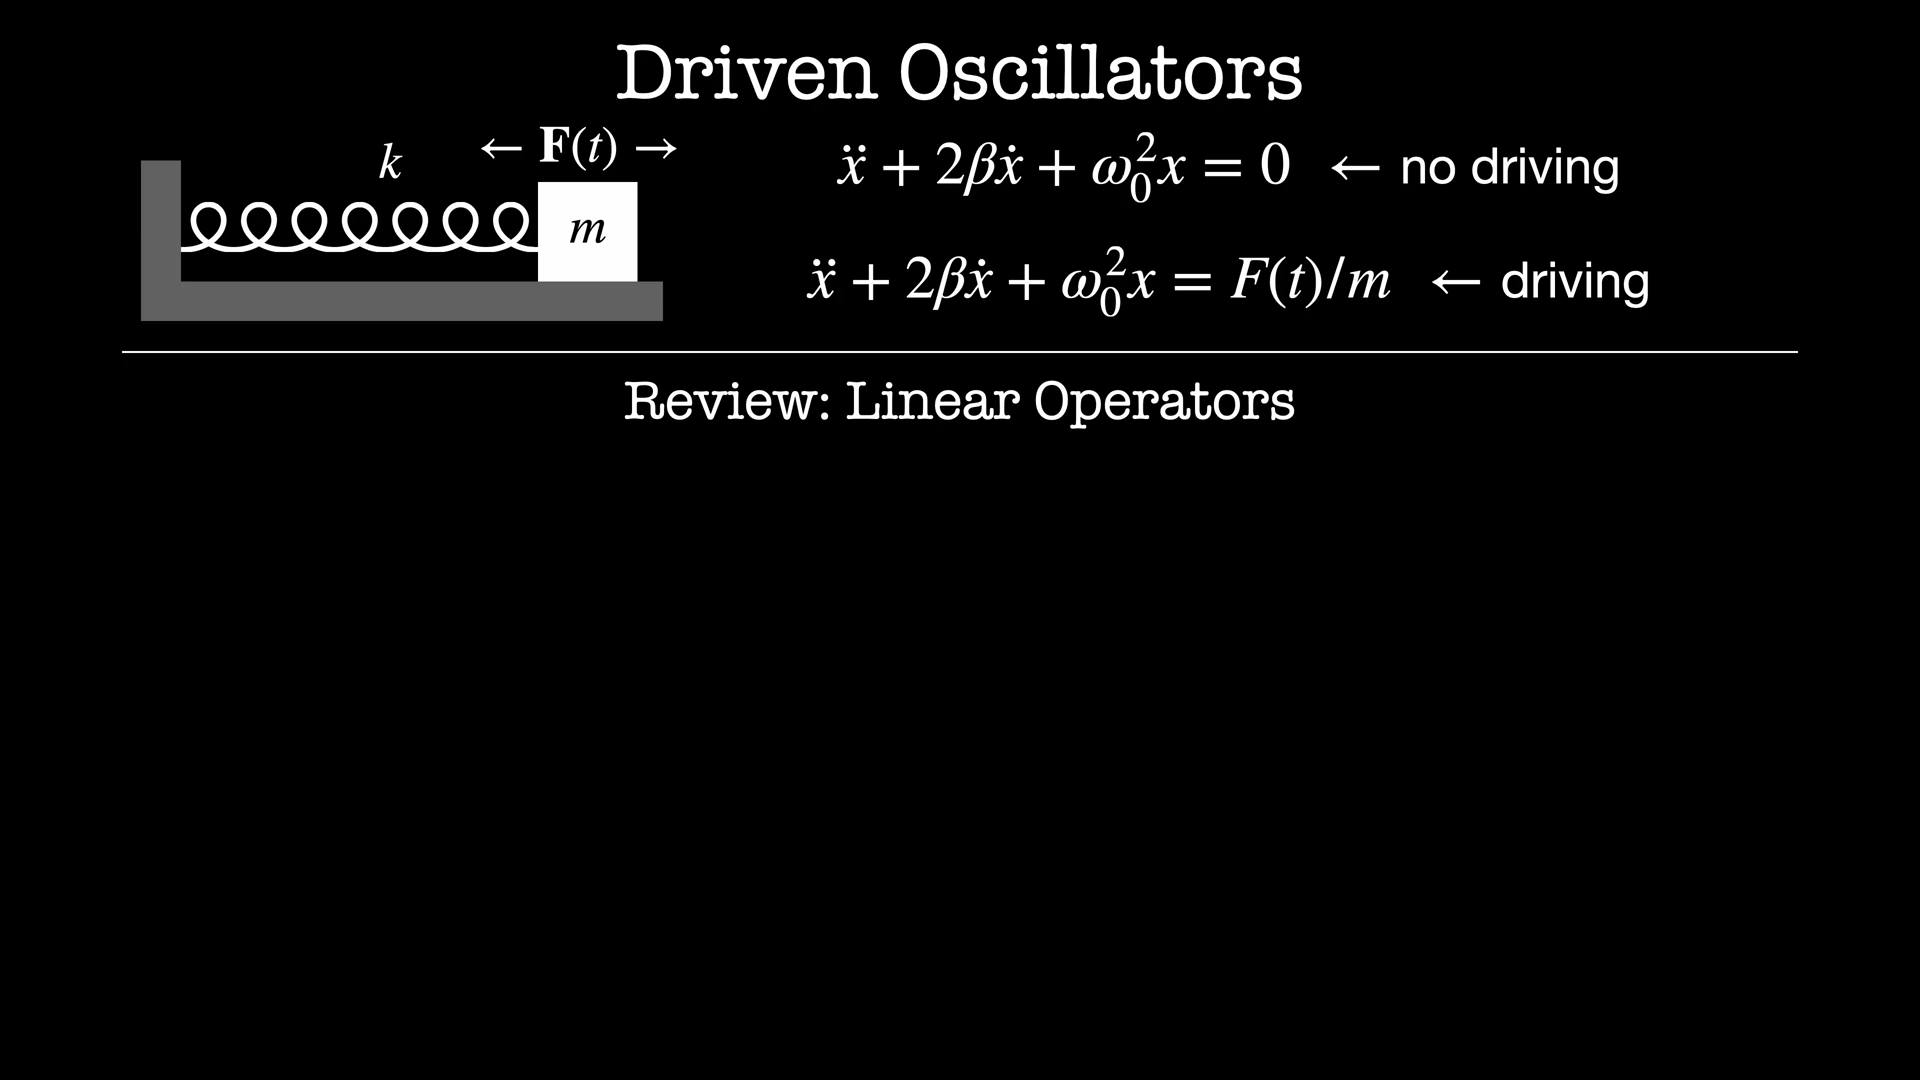 Driven Oscillators
k ← F(t) →
m
ẍ + 2βẋ + ω₀²x = 0 ← no driving
ẍ + 2βẋ + ω₀²x = F(t)/m ← driving
Review: Linear Operators